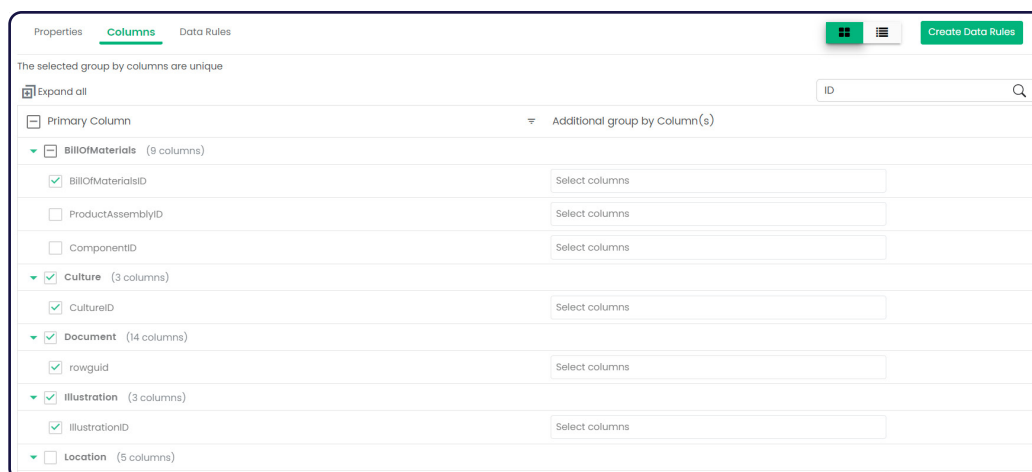 Properties Columns Data Rules Create Data Rules
The selected group by columns are unique
Expand all ID
Primary Column Additional group by Column(s)
BillOfMaterials (9 columns)
BillOfMaterialsID Select columns
ProductAssemblyID Select columns
ComponentID Select columns
Culture (3 columns)
CultureID Select columns
Document (14 columns)
rowguid Select columns
Illustration (3 columns)
IllustrationID Select columns
Location (5 columns)